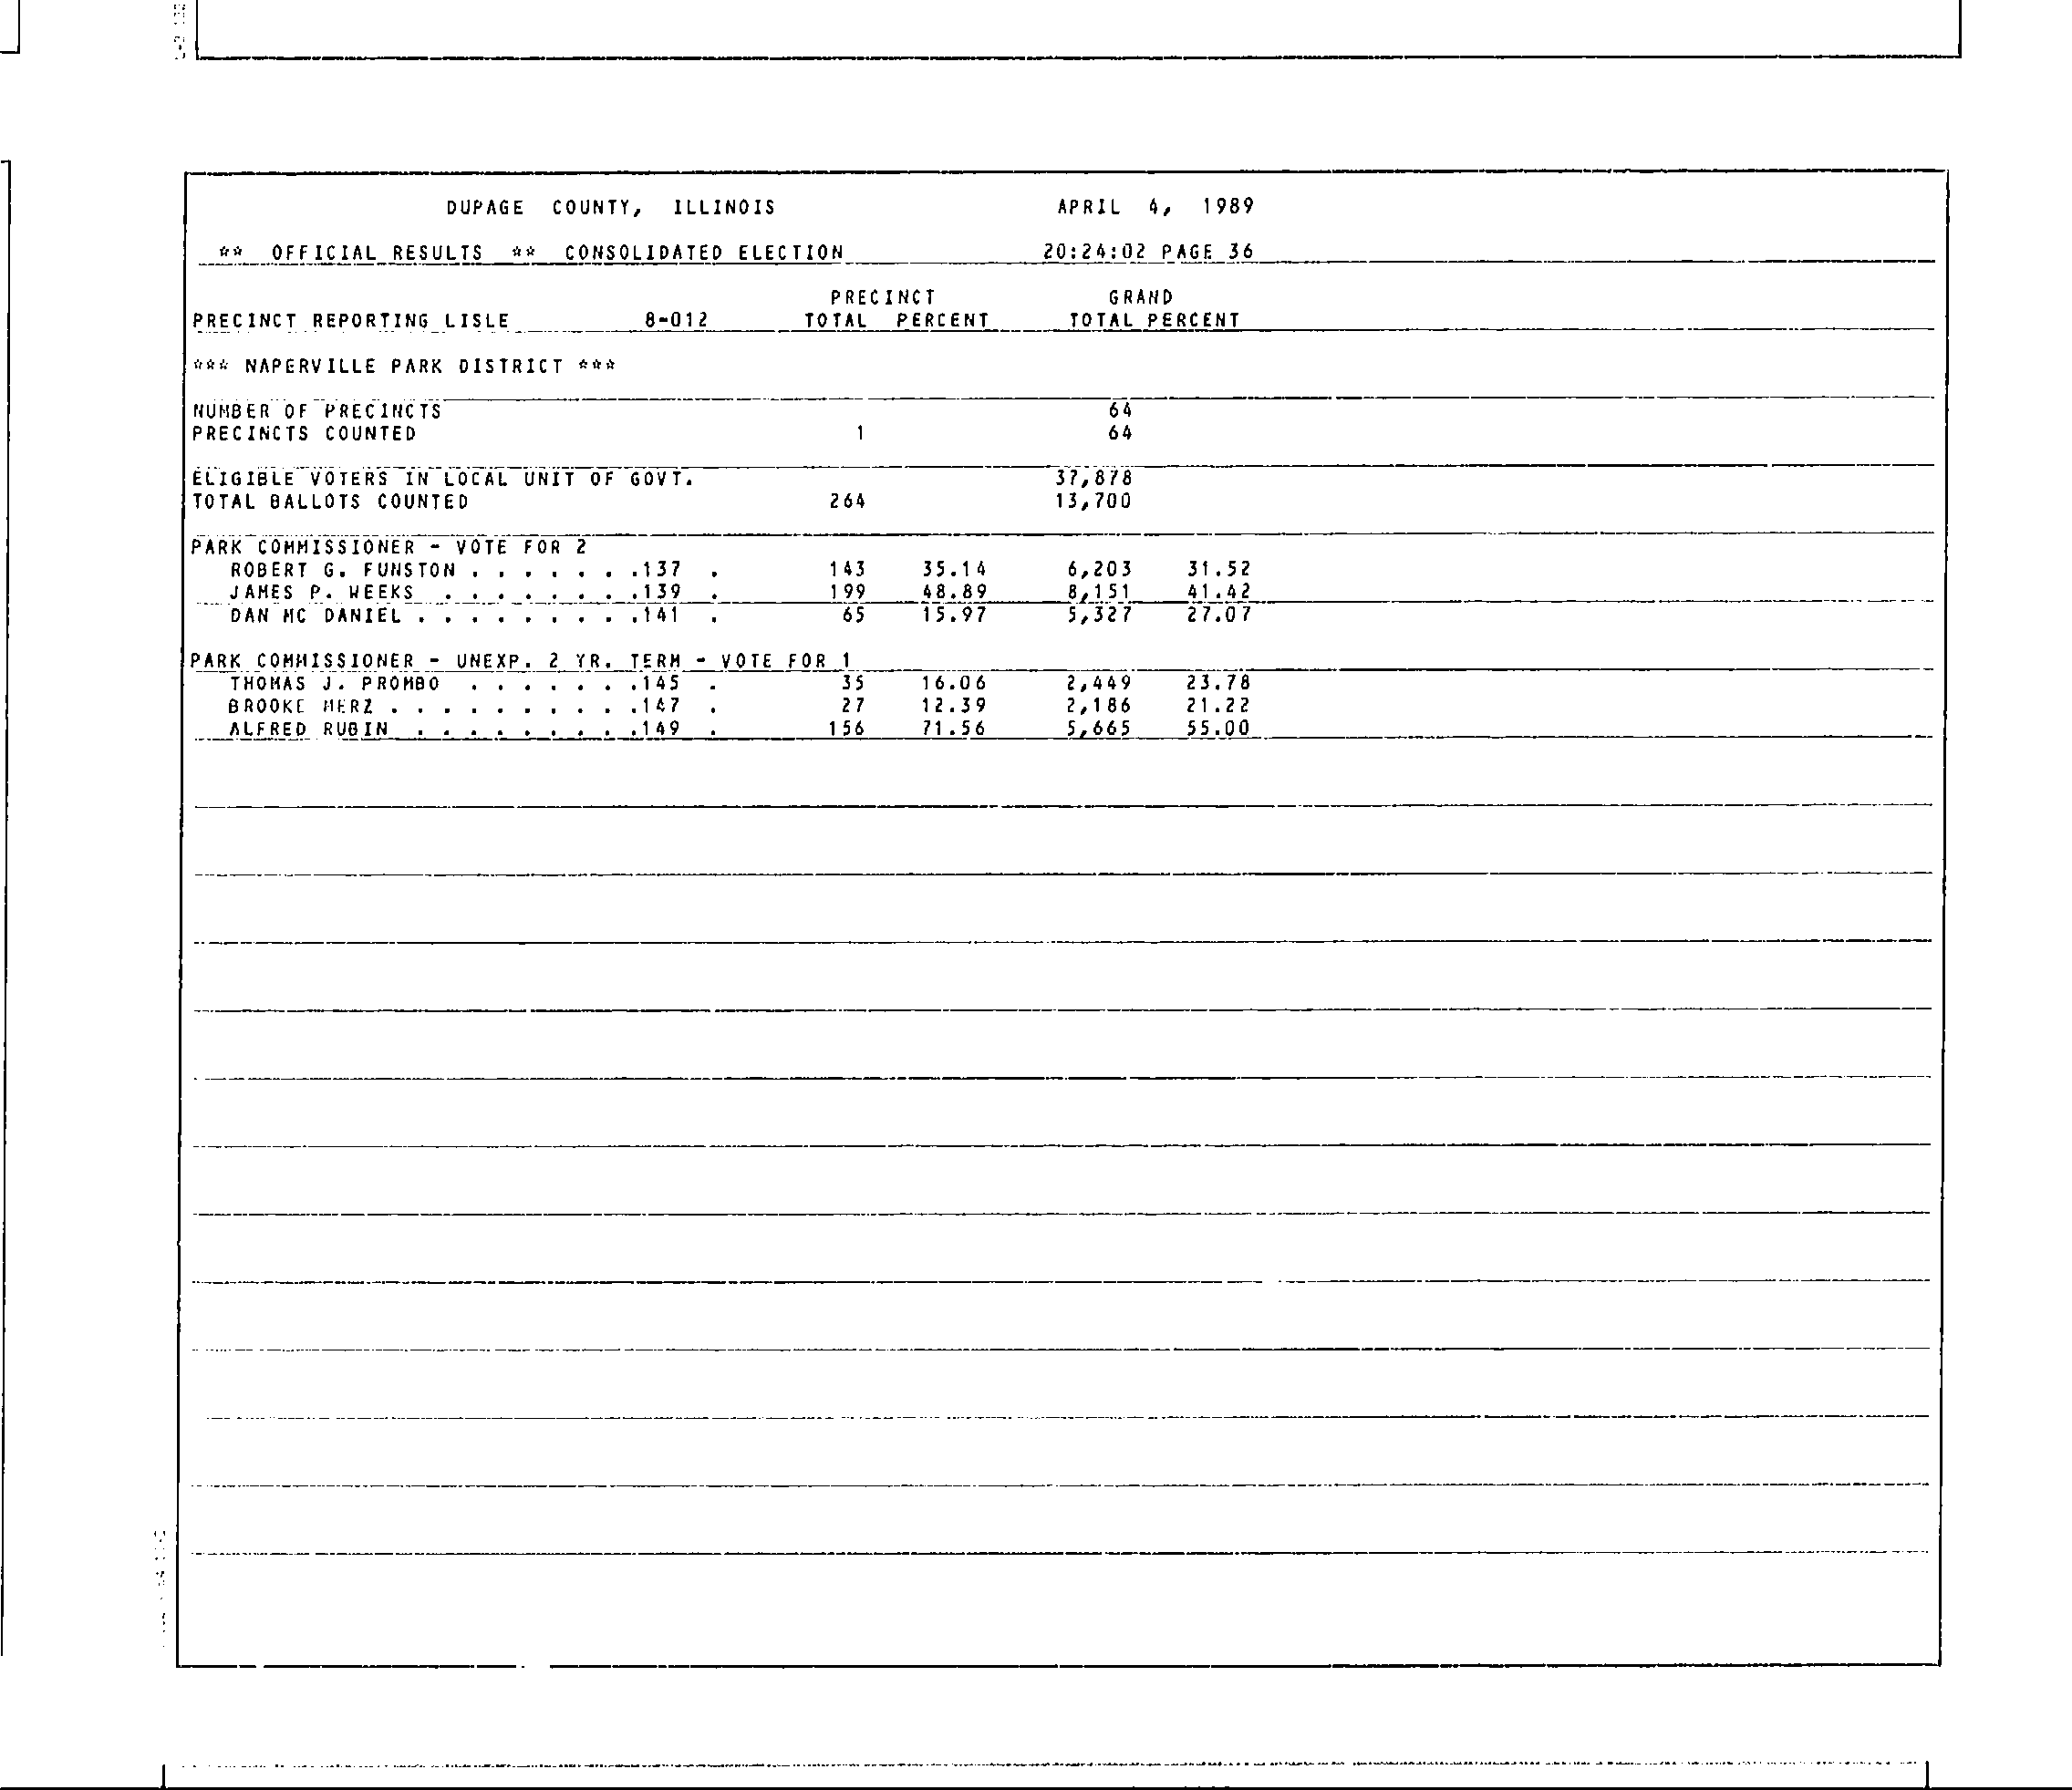 DUPAGE COUNTY, ILLINOIS APRIL 4, 1989
** OFFICIAL RESULTS ** CONSOLIDATED ELECTION 20:24:02 PAGE 36
PRECINCT GRAND
PRECINCT REPORTING LISLE 8-012 TOTAL PERCENT TOTAL PERCENT
*** NAPERVILLE PARK DISTRICT ***
NUMBER OF PRECINCTS 64
PRECINCTS COUNTED 1 64
ELIGIBLE VOTERS IN LOCAL UNIT OF GOVT. 37,878
TOTAL BALLOTS COUNTED 264 13,700
PARK COMMISSIONER - VOTE FOR 2
ROBERT G. FUNSTON . . . . . . .137 . 143 35.14 6,203 31.52
JAMES P. WEEKS . . . . . . . .139 . 199 48.89 8,151 41.42
DAN MC DANIEL . . . . . . . . .141 . 65 15.97 5,327 27.07
PARK COMMISSIONER - UNEXP. 2 YR. TERM - VOTE FOR 1
THOMAS J. PROMBO . . . . . . .145 . 35 16.06 2,449 23.78
BROOKE MERZ . . . . . . . . . .147 . 27 12.39 2,186 21.22
ALFRED RUBIN . . . . . . . . .149 . 156 71.56 5,665 55.00